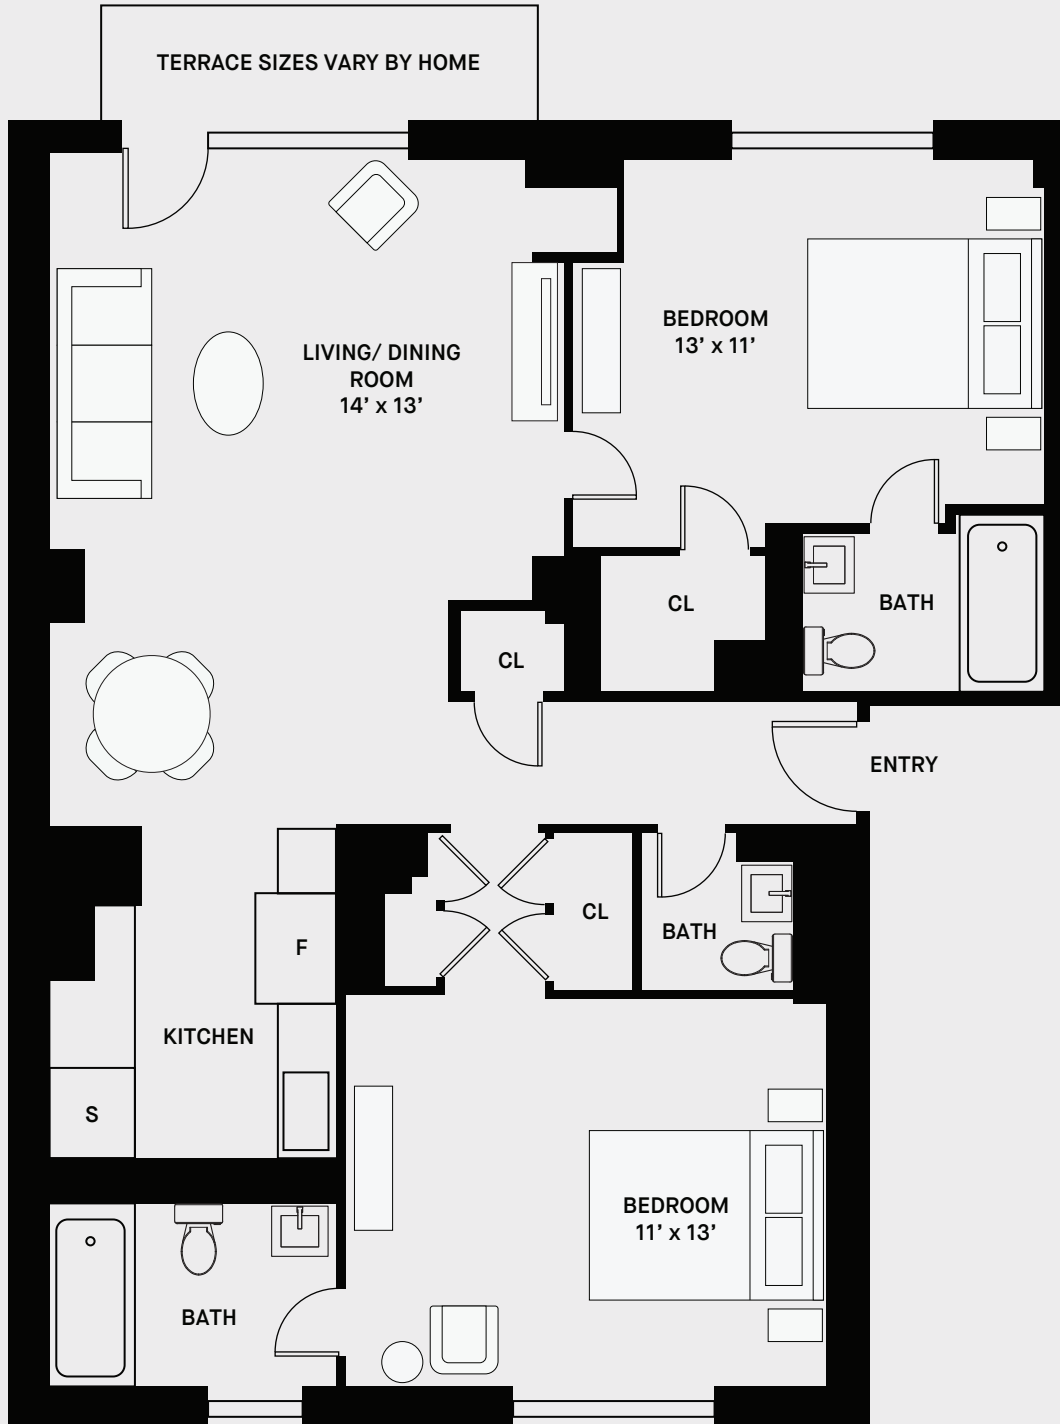 TERRACE SIZES VARY BY HOME
LIVING/ DINING
ROOM
14’ x 13’
BEDROOM
13’ x 11’
CL
BATH
CL
ENTRY
F
CL
BATH
KITCHEN
S
BEDROOM
11’ x 13’
BATH